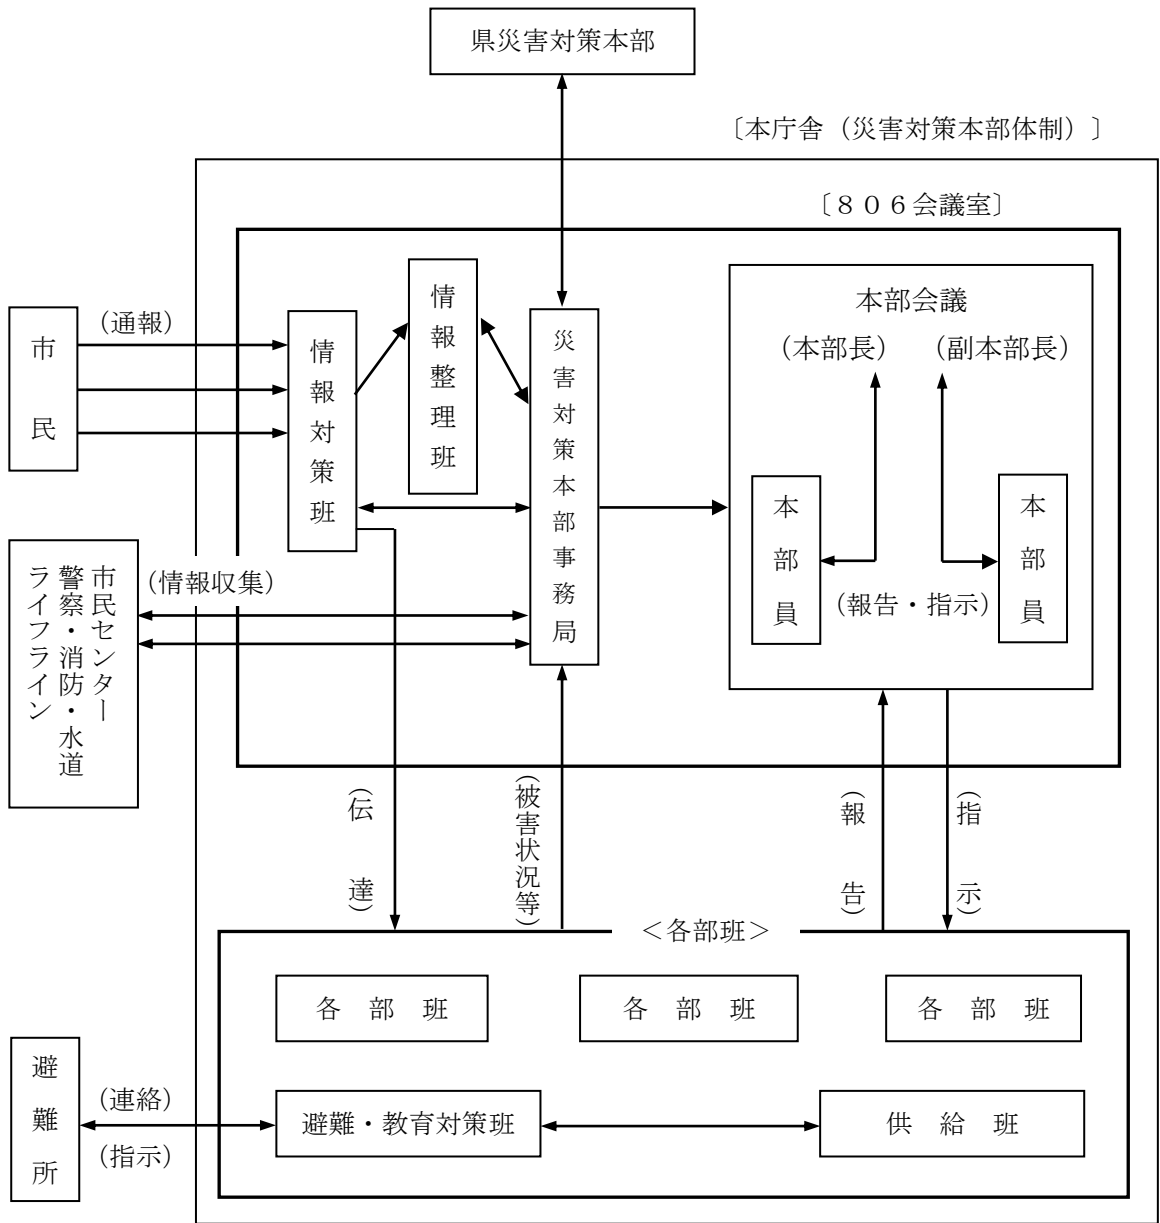 県災害対策本部
〔本庁舎（災害対策本部体制）〕
〔８０６会議室〕
市民
（通報）
情報対策班
情報整理班
災害対策本部事務局
本部会議
（本部長）
（副本部長）
本部員
本部員
（報告・指示）
市民センター
警察・消防・水道
ライフライン
（情報収集）
（伝達）
（被害状況等）
（報告）
（指示）
＜各部班＞
各部班
各部班
各部班
避難所
（連絡）
（指示）
避難・教育対策班
供給班